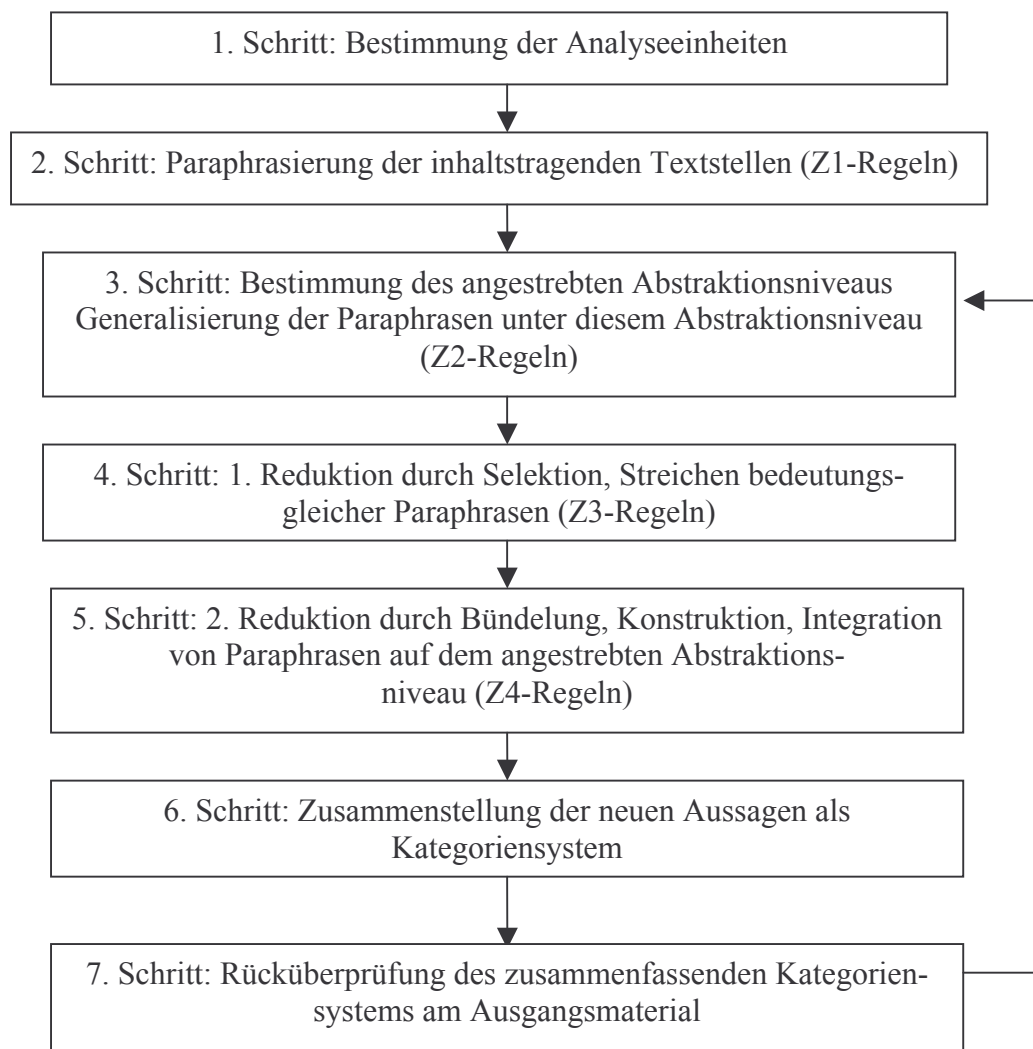 1. Schritt: Bestimmung der Analyseeinheiten
2. Schritt: Paraphrasierung der inhaltstragenden Textstellen (Z1-Regeln)
3. Schritt: Bestimmung des angestrebten Abstraktionsniveaus
Generalisierung der Paraphrasen unter diesem Abstraktionsniveau
(Z2-Regeln)
4. Schritt: 1. Reduktion durch Selektion, Streichen bedeutungs-
gleicher Paraphrasen (Z3-Regeln)
5. Schritt: 2. Reduktion durch Bündelung, Konstruktion, Integration
von Paraphrasen auf dem angestrebten Abstraktions-
niveau (Z4-Regeln)
6. Schritt: Zusammenstellung der neuen Aussagen als
Kategoriensystem
7. Schritt: Rücküberprüfung des zusammenfassenden Kategorien-
systems am Ausgangsmaterial